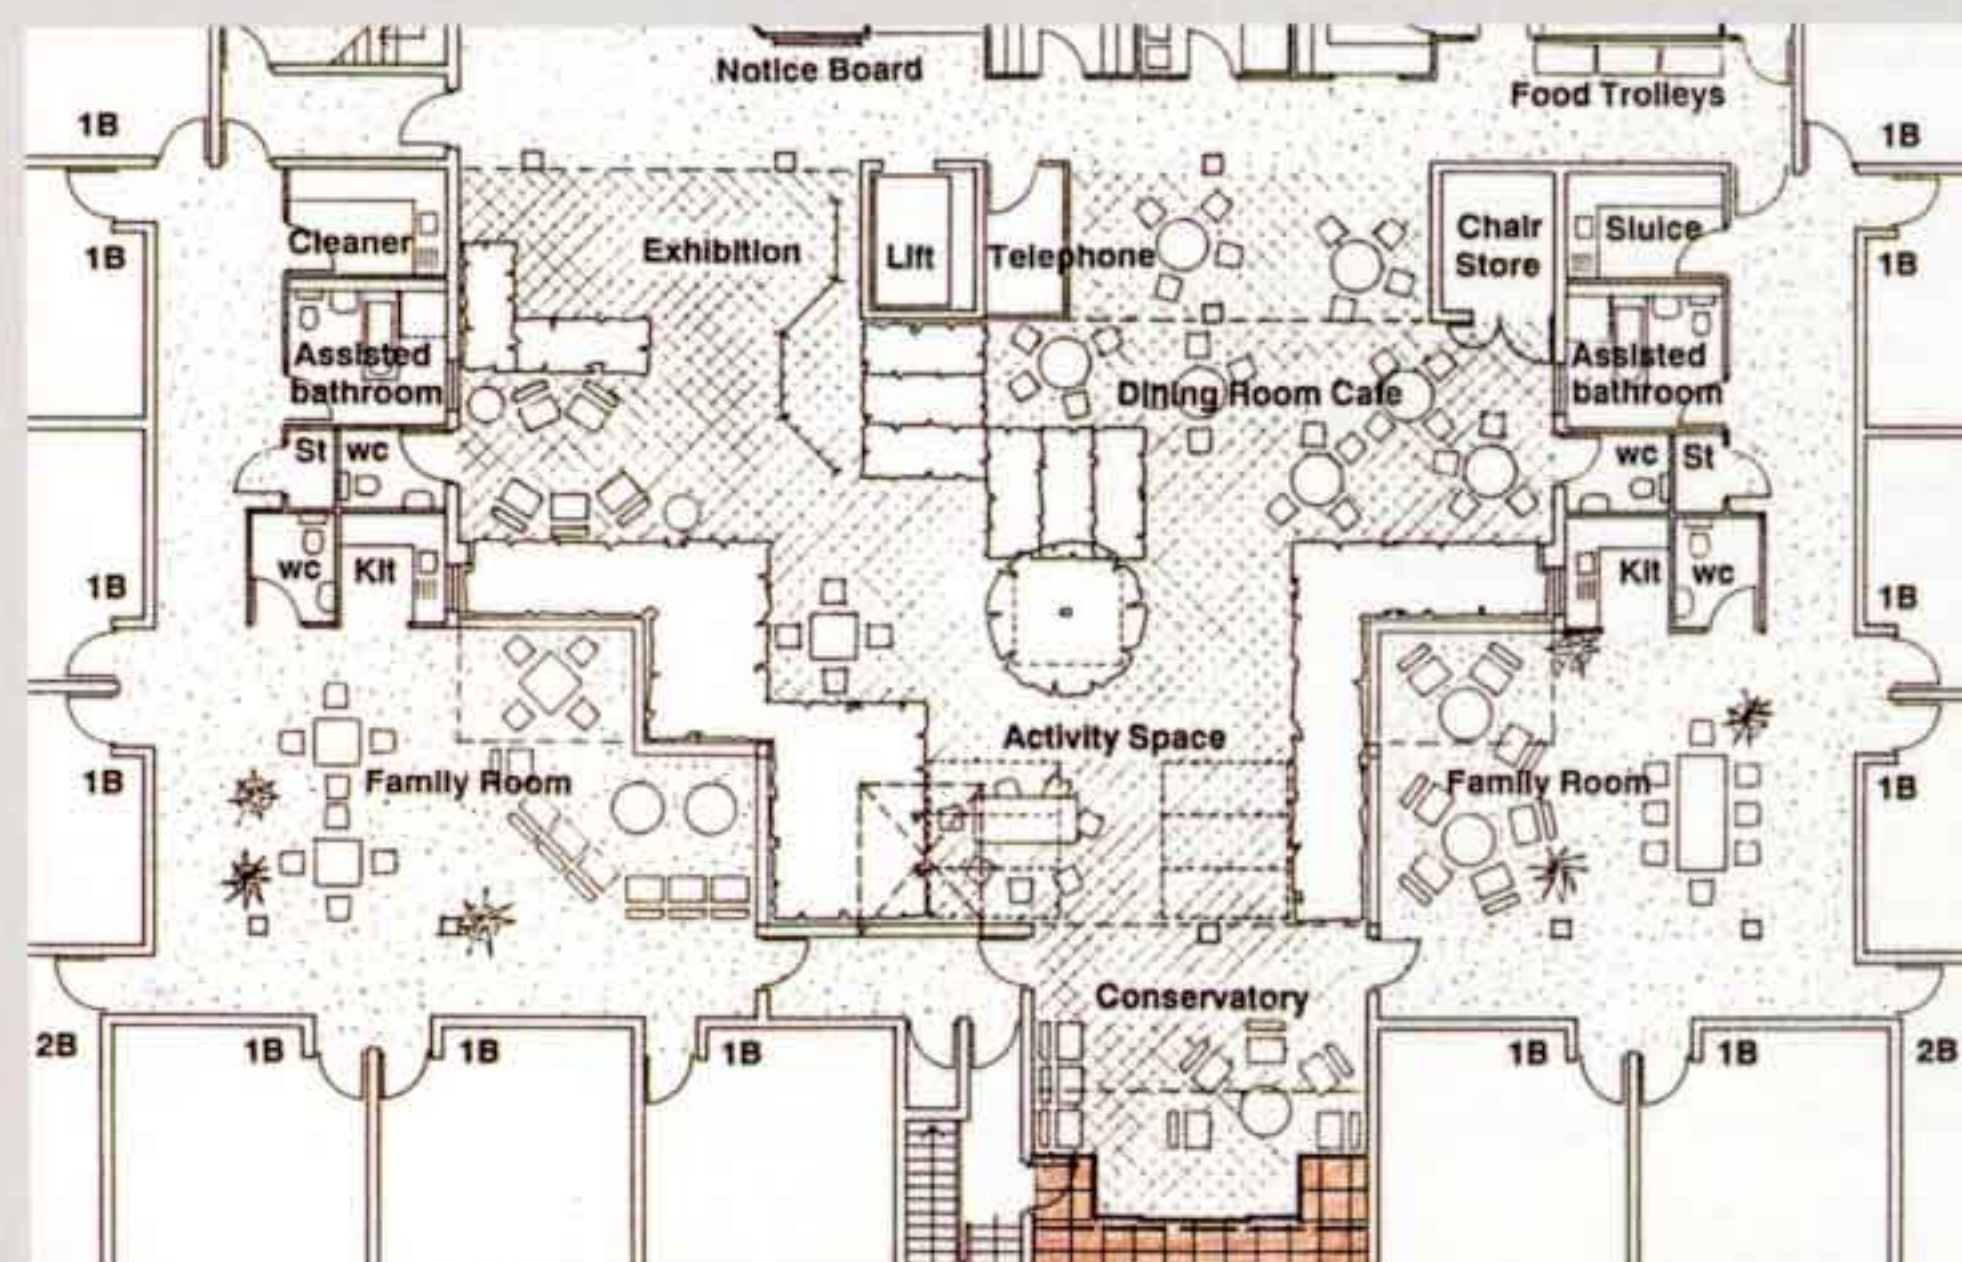 Notice Board
Food Trolleys
1B
1B
1B
Cleaner
Exhibition
Lift
Telephone
Chair
Store
Sluice
1B
Assisted
bathroom
Dining Room Cafe
Assisted
bathroom
St
wc
wc
St
1B
wc
Kit
Kit
wc
1B
Activity Space
1B
Family Room
Family Room
1B
Conservatory
2B
1B
1B
1B
1B
1B
2B